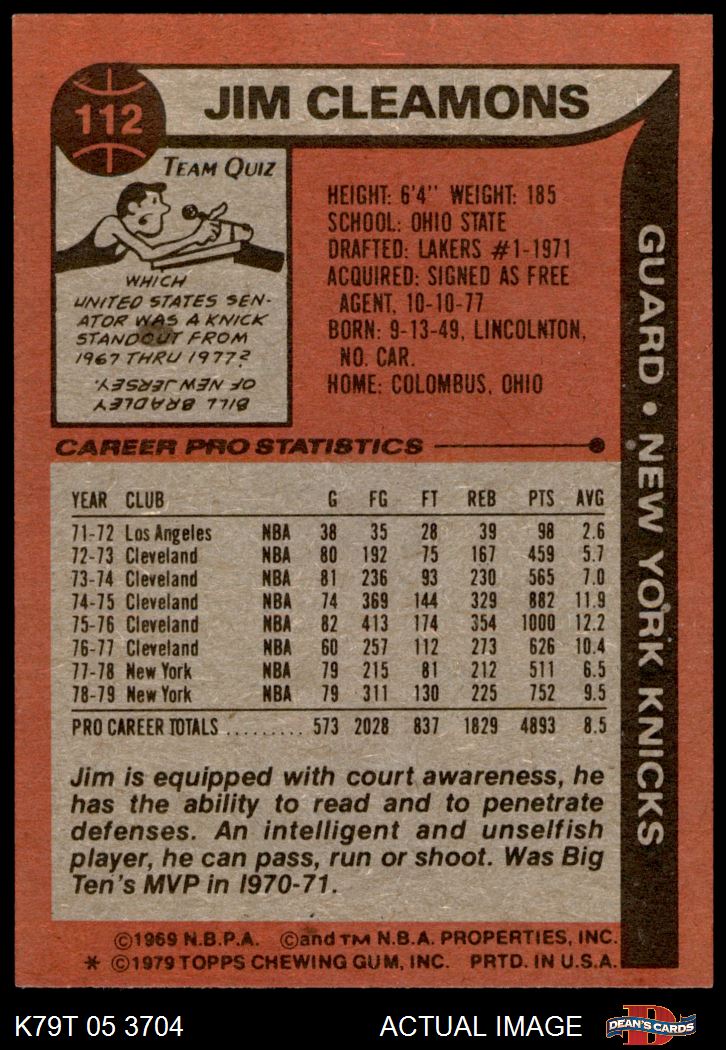 112
JIM CLEAMONS
TEAM QUIZ
WHICH
UNITED STATES SEN-
ATOR WAS A KNICK
STANDOUT FROM
1967 THRU 1977?
BILL BRADLEY
OF NEW JERSEY.
HEIGHT: 6'4" WEIGHT: 185
SCHOOL: OHIO STATE
DRAFTED: LAKERS #1-1971
ACQUIRED: SIGNED AS FREE
AGENT, 10-10-77
BORN: 9-13-49, LINCOLNTON,
NO. CAR.
HOME: COLOMBUS, OHIO
GUARD • NEW YORK KNICKS
CAREER PRO STATISTICS
YEAR CLUB G FG FT REB PTS AVG
71-72 Los Angeles NBA 38 35 28 39 98 2.6
72-73 Cleveland NBA 80 192 75 167 459 5.7
73-74 Cleveland NBA 81 236 93 230 565 7.0
74-75 Cleveland NBA 74 369 144 329 882 11.9
75-76 Cleveland NBA 82 413 174 354 1000 12.2
76-77 Cleveland NBA 60 257 112 273 626 10.4
77-78 New York NBA 79 215 81 212 511 6.5
78-79 New York NBA 79 311 130 225 752 9.5
PRO CAREER TOTALS ......... 573 2028 837 1829 4893 8.5
Jim is equipped with court awareness, he
has the ability to read and to penetrate
defenses. An intelligent and unselfish
player, he can pass, run or shoot. Was Big
Ten's MVP in 1970-71.
©1969 N.B.P.A. ©and TM N.B.A. PROPERTIES, INC.
* ©1979 TOPPS CHEWING GUM, INC. PRTD. IN U.S.A.
K79T 05 3704
ACTUAL IMAGE
D
DEAN'S CARDS